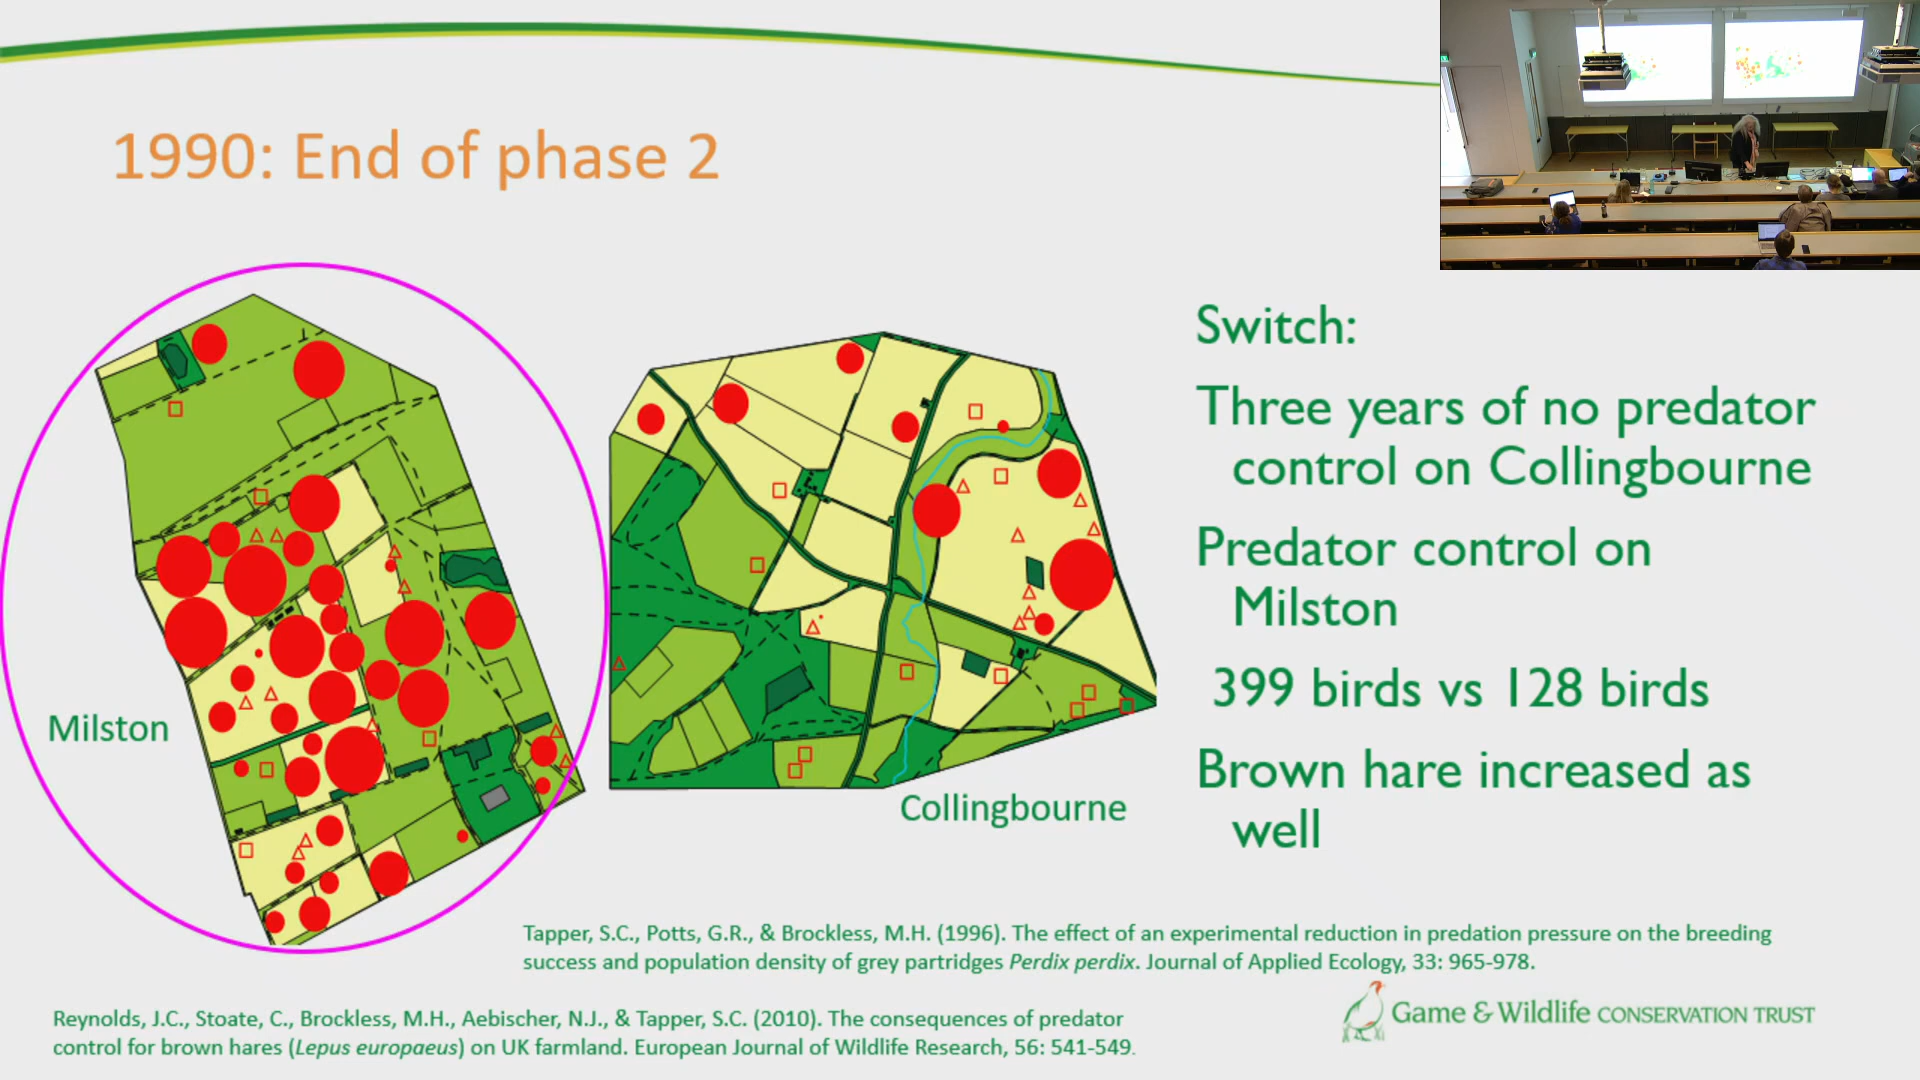 1990: End of phase 2
Switch:
Three years of no predator
control on Collingbourne
Predator control on
Milston
399 birds vs 128 birds
Brown hare increased as
well
Milston
Collingbourne
Tapper, S.C., Potts, G.R., & Brockless, M.H. (1996). The effect of an experimental reduction in predation pressure on the breeding
success and population density of grey partridges Perdix perdix. Journal of Applied Ecology, 33: 965-978.
Reynolds, J.C., Stoate, C., Brockless, M.H., Aebischer, N.J., & Tapper, S.C. (2010). The consequences of predator
control for brown hares (Lepus europaeus) on UK farmland. European Journal of Wildlife Research, 56: 541-549.
Game & Wildlife CONSERVATION TRUST